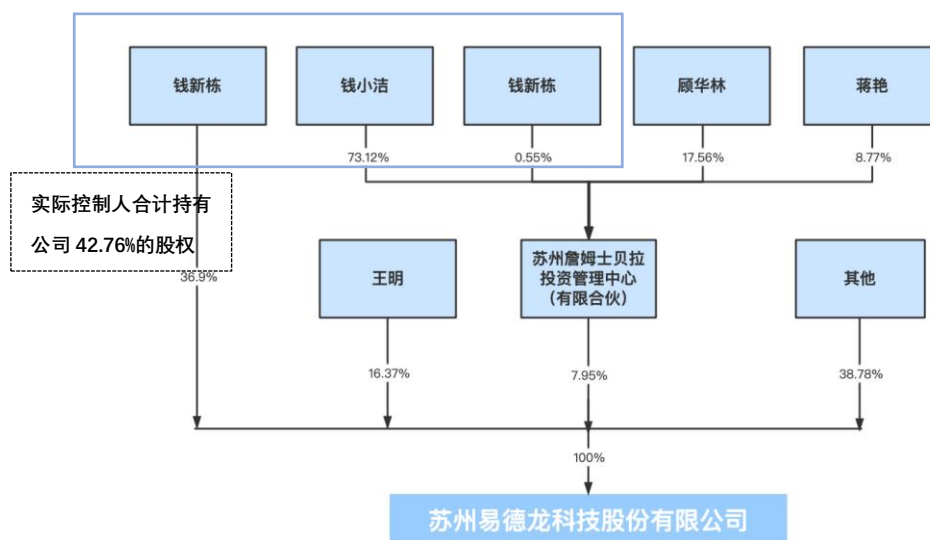 钱新栋
钱小洁
钱新栋
顾华林
蒋艳
73.12%
0.55%
17.56%
8.77%
实际控制人合计持有
公司 42.76%的股权
36.9%
王明
苏州詹姆士贝拉
投资管理中心
（有限合伙）
其他
16.37%
7.95%
38.78%
100%
苏州易德龙科技股份有限公司